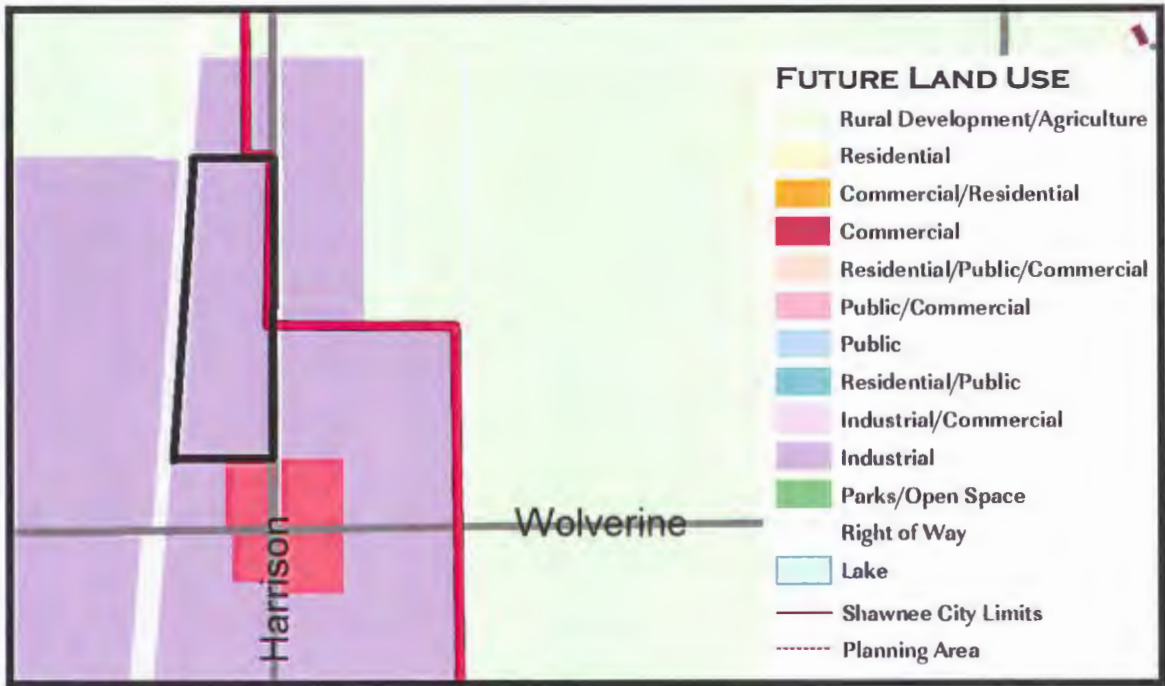 FUTURE LAND USE
Rural Development/Agriculture
Residential
Commercial/Residential
Commercial
Residential/Public/Commercial
Public/Commercial
Public
Residential/Public
Industrial/Commercial
Industrial
Parks/Open Space
Right of Way
Lake
Shawnee City Limits
Planning Area
Wolverine
Harrison